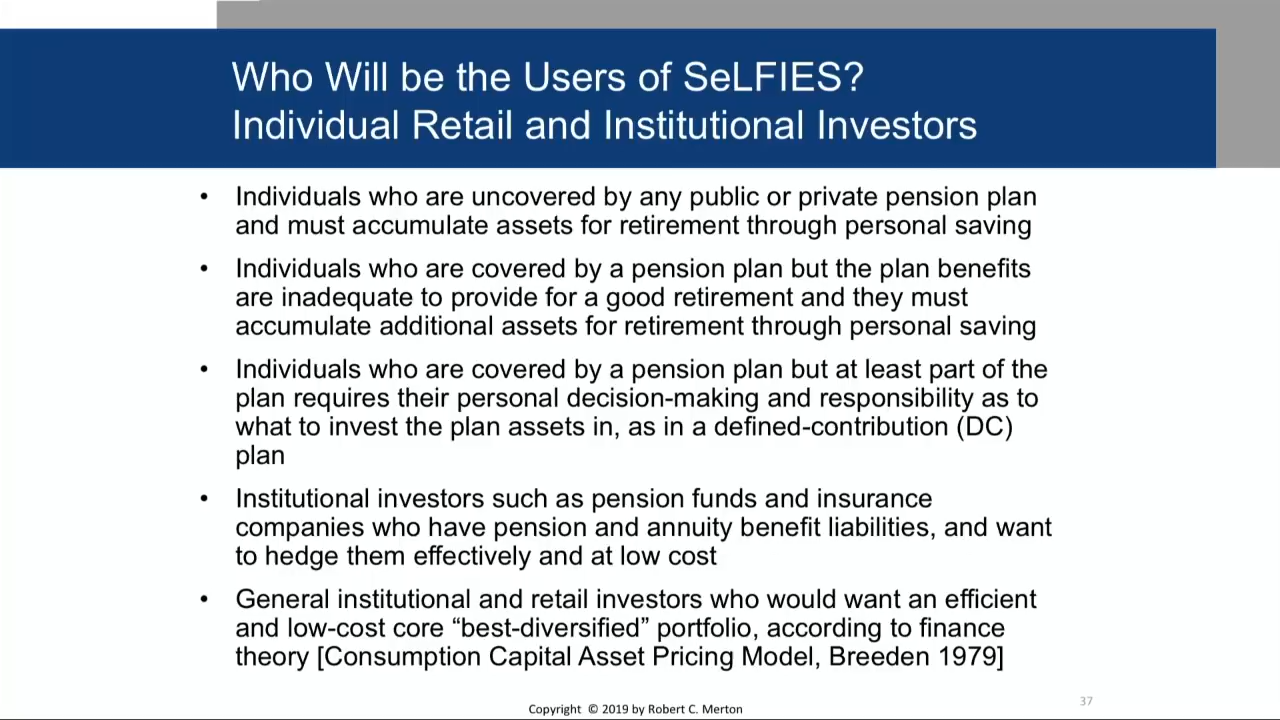 Who Will be the Users of SeLFIES?
Individual Retail and Institutional Investors
• Individuals who are uncovered by any public or private pension plan
and must accumulate assets for retirement through personal saving
• Individuals who are covered by a pension plan but the plan benefits
are inadequate to provide for a good retirement and they must
accumulate additional assets for retirement through personal saving
• Individuals who are covered by a pension plan but at least part of the
plan requires their personal decision-making and responsibility as to
what to invest the plan assets in, as in a defined-contribution (DC)
plan
• Institutional investors such as pension funds and insurance
companies who have pension and annuity benefit liabilities, and want
to hedge them effectively and at low cost
• General institutional and retail investors who would want an efficient
and low-cost core “best-diversified” portfolio, according to finance
theory [Consumption Capital Asset Pricing Model, Breeden 1979]
37
Copyright © 2019 by Robert C. Merton